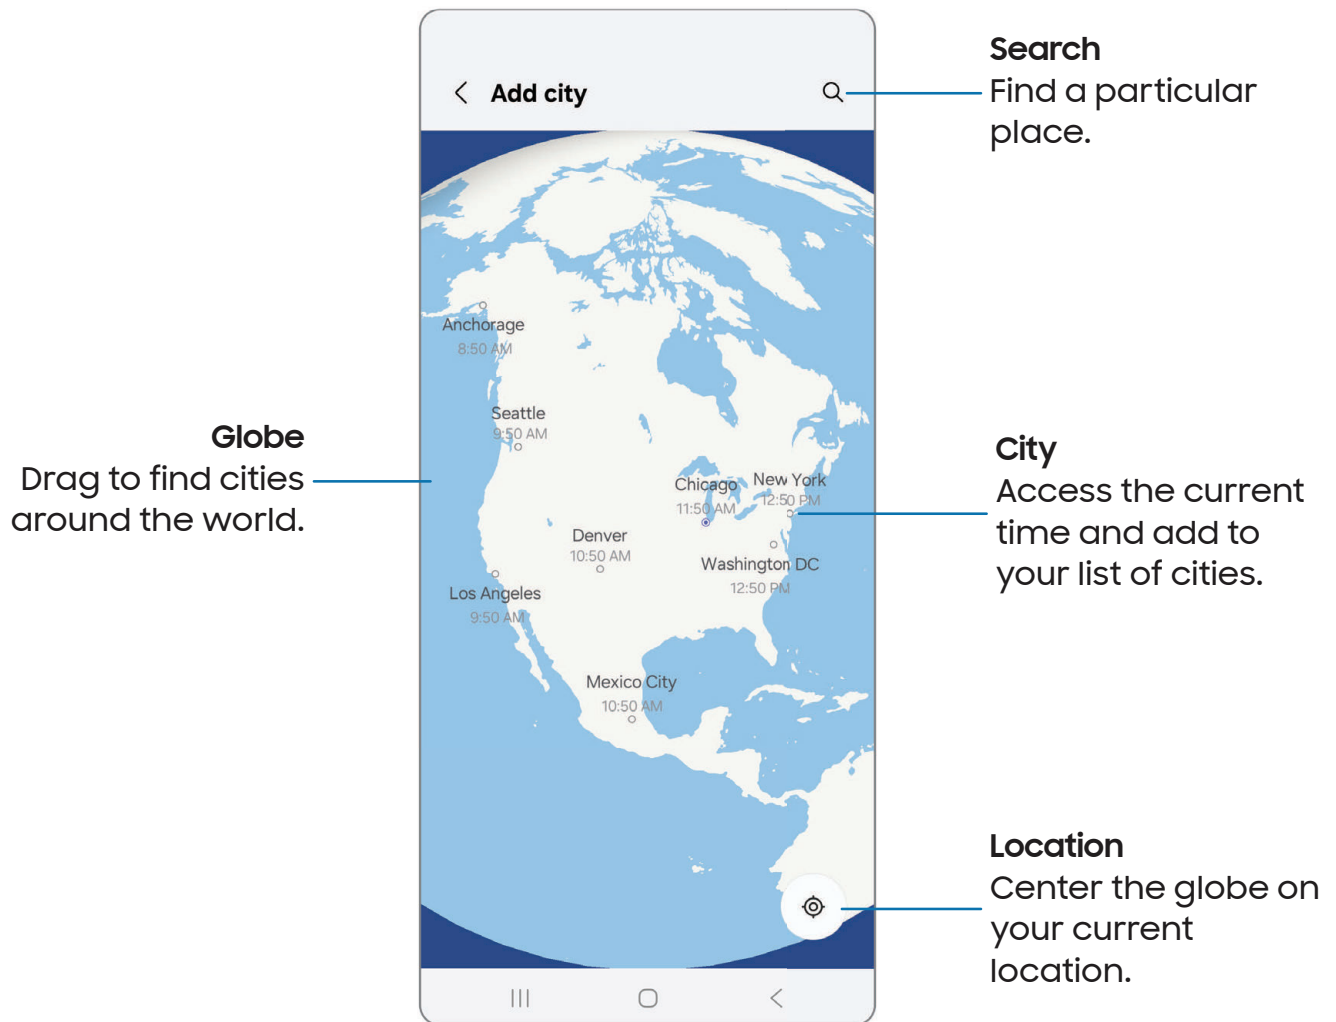 Add city
Search
Find a particular
place.
Anchorage
8:50 AM
Seattle
9:50 AM
Globe
Drag to find cities
around the world.
Chicago
11:50 AM
New York
12:50 PM
City
Access the current
time and add to
your list of cities.
Denver
10:50 AM
Washington DC
12:50 PM
Los Angeles
9:50 AM
Mexico City
10:50 AM
Location
Center the globe on
your current
location.